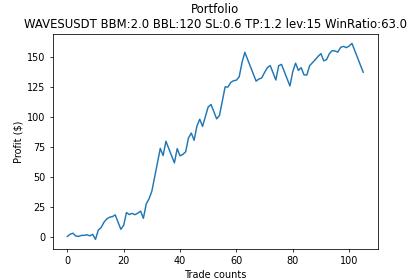 Portfolio
WAVESUSDT BBM:2.0 BBL:120 SL:0.6 TP:1.2 lev:15 WinRatio:63.0
Profit ($)
150
125
100
75
50
25
0
0 20 40 60 80 100
Trade counts